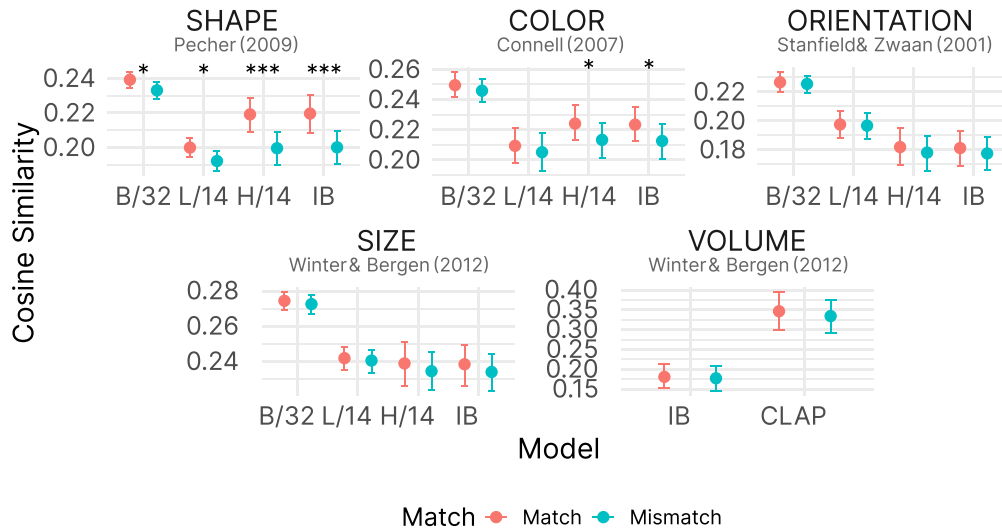 SHAPE
Pecher (2009)
COLOR
Connell (2007)
ORIENTATION
Stanfield& Zwaan (2001)
* * *** ***
* *
0.24
0.22
0.20
0.26
0.24
0.22
0.20
0.22
0.20
0.18
B/32 L/14 H/14 IB
B/32 L/14 H/14 IB
B/32 L/14 H/14 IB
Cosine Similarity
SIZE
Winter& Bergen (2012)
VOLUME
Winter& Bergen (2012)
0.28
0.26
0.24
0.40
0.35
0.30
0.25
0.20
0.15
B/32 L/14 H/14 IB
IB CLAP
Model
Match Match Mismatch